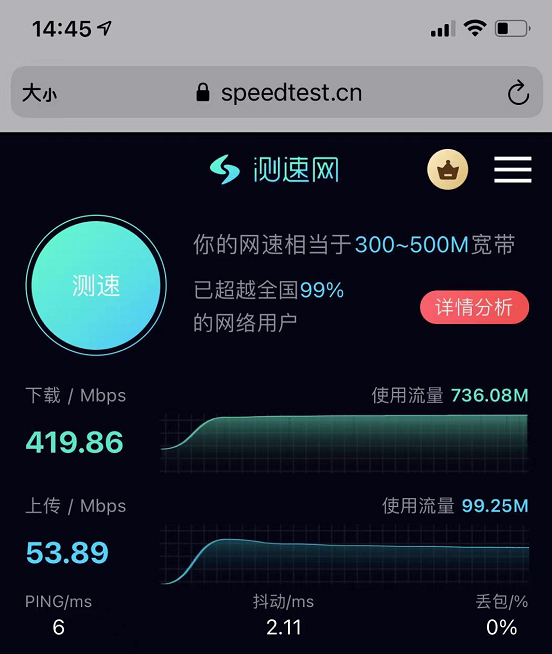 14:45
大小 speedtest.cn
测速网
测速
你的网速相当于300~500M宽带
已超越全国99%
的网络用户
详情分析
下载 / Mbps 使用流量 736.08M
419.86
上传 / Mbps 使用流量 99.25M
53.89
PING/ms 抖动/ms 丢包/%
6 2.11 0%